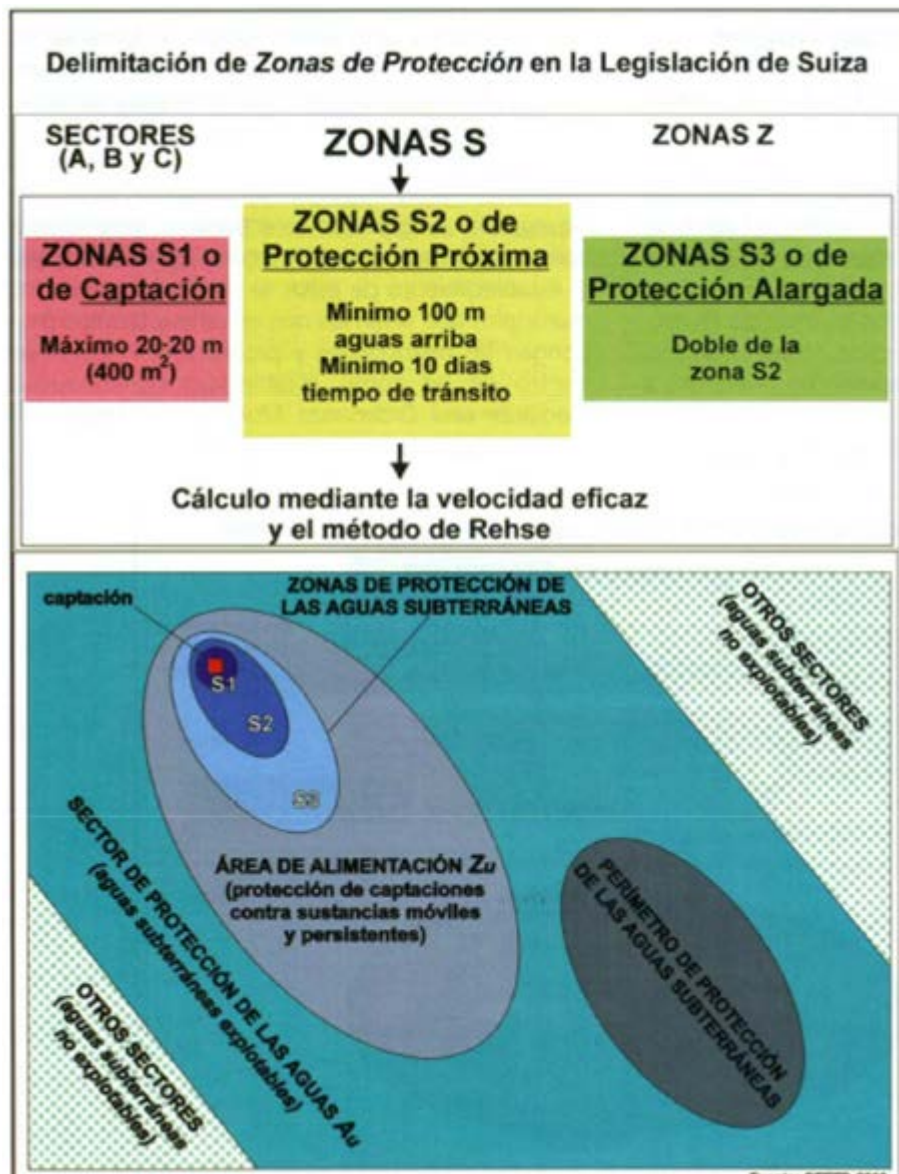 Delimitación de Zonas de Protección en la Legislación de Suiza
SECTORES
(A, B y C)
ZONAS S
ZONAS Z
ZONAS S1 o
de Captación
Máximo 20-20 m
(400 m²)
ZONAS S2 o de
Protección Próxima
Mínimo 100 m
aguas arriba
Minimo 10 dias
tiempo de tránsito
ZONAS S3 o de
Protección Alargada
Doble de la
zona S2
Cálculo mediante la velocidad eficaz
y el método de Rehse
captación
ZONAS DE PROTECCIÓN DE
LAS AGUAS SUBTERRÁNEAS
OTROS SECTORES
(aguas subterráneas
no explotables)
S1
S2
S3
ÁREA DE ALIMENTACIÓN Zu
(protección de captaciones
contra sustancias móviles
y persistentes)
SECTOR DE PROTECCIÓN DE LAS AGUAS Au
(aguas subterráneas explotables)
PERÍMETRO DE PROTECCIÓN
DE LAS AGUAS SUBTERRÁNEAS
OTROS SECTORES
(aguas subterráneas
no explotables)